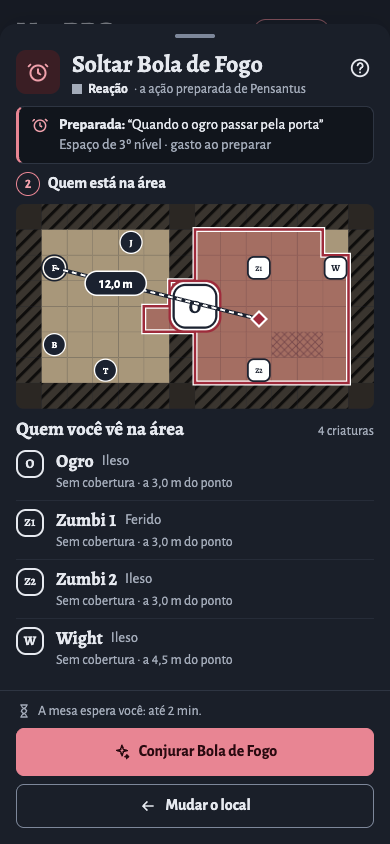 Soltar Bola de Fogo
Reação · a ação preparada de Pensantus
Preparada: “Quando o ogro passar pela porta”
Espaço de 3º nível · gasto ao preparar
2 Quem está na área
J
Z1
W
12,0 m
O
B
T
Z2
Quem você vê na área
4 criaturas
O Ogro Ileso
Sem cobertura · a 3,0 m do ponto
Z1 Zumbi 1 Ferido
Sem cobertura · a 3,0 m do ponto
Z2 Zumbi 2 Ileso
Sem cobertura · a 3,0 m do ponto
W Wight Ileso
Sem cobertura · a 4,5 m do ponto
A mesa espera você: até 2 min.
Conjurar Bola de Fogo
Mudar o local